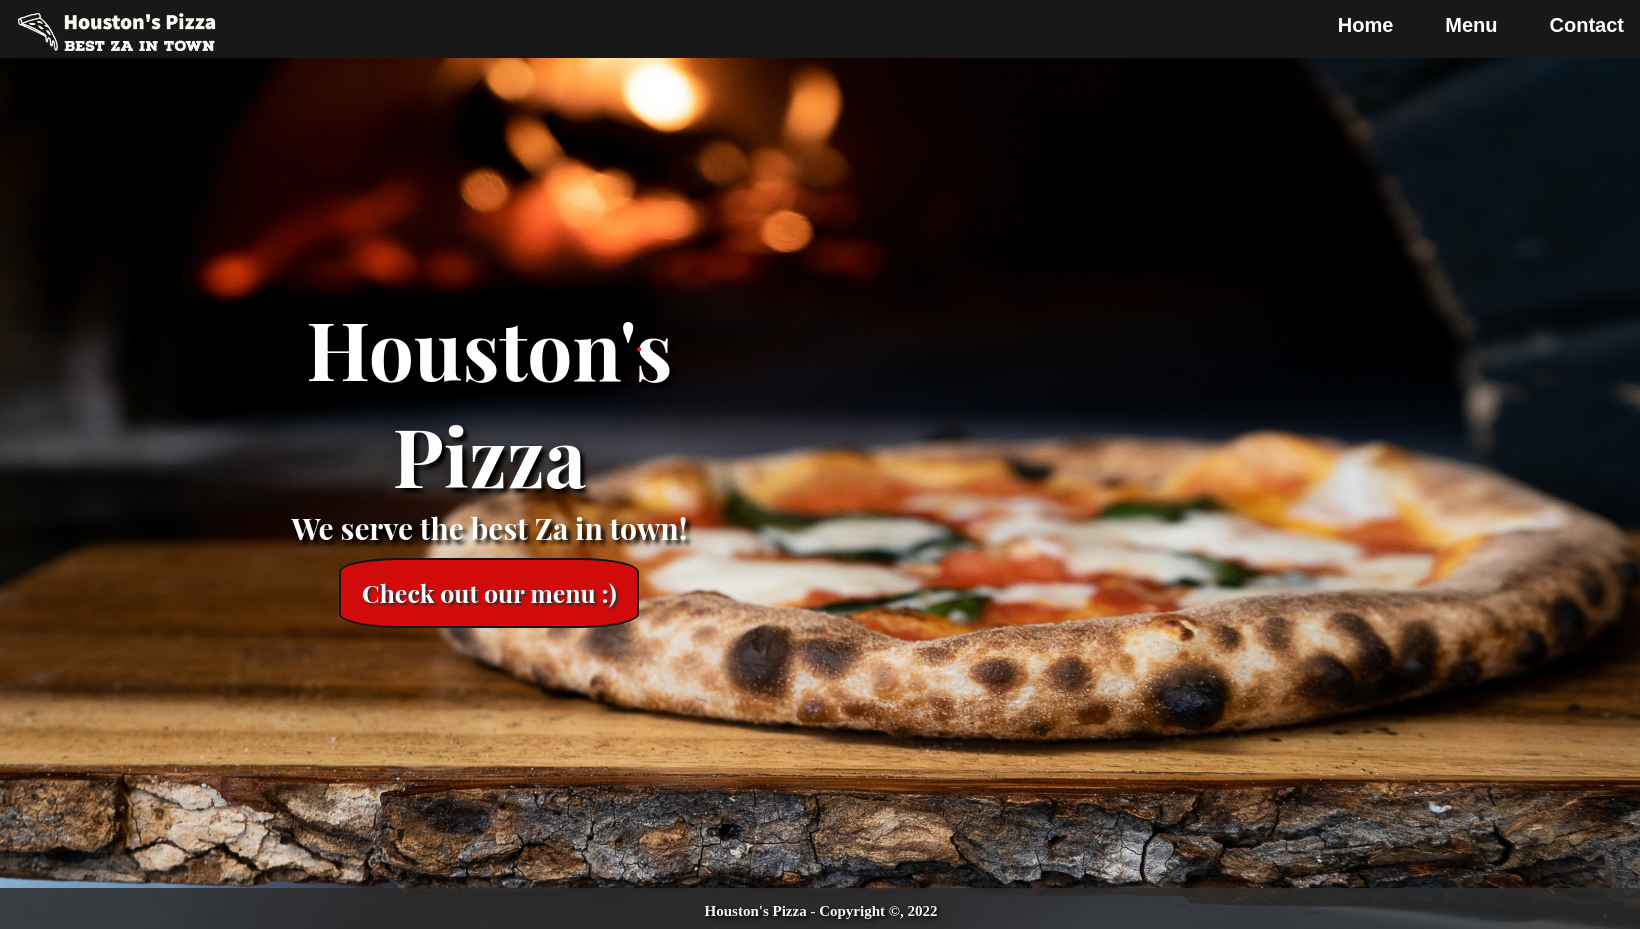 Houston's Pizza
BEST ZA IN TOWN
Home Menu Contact
Houston's
Pizza
We serve the best Za in town!
Check out our menu :)
Houston's Pizza - Copyright ©, 2022